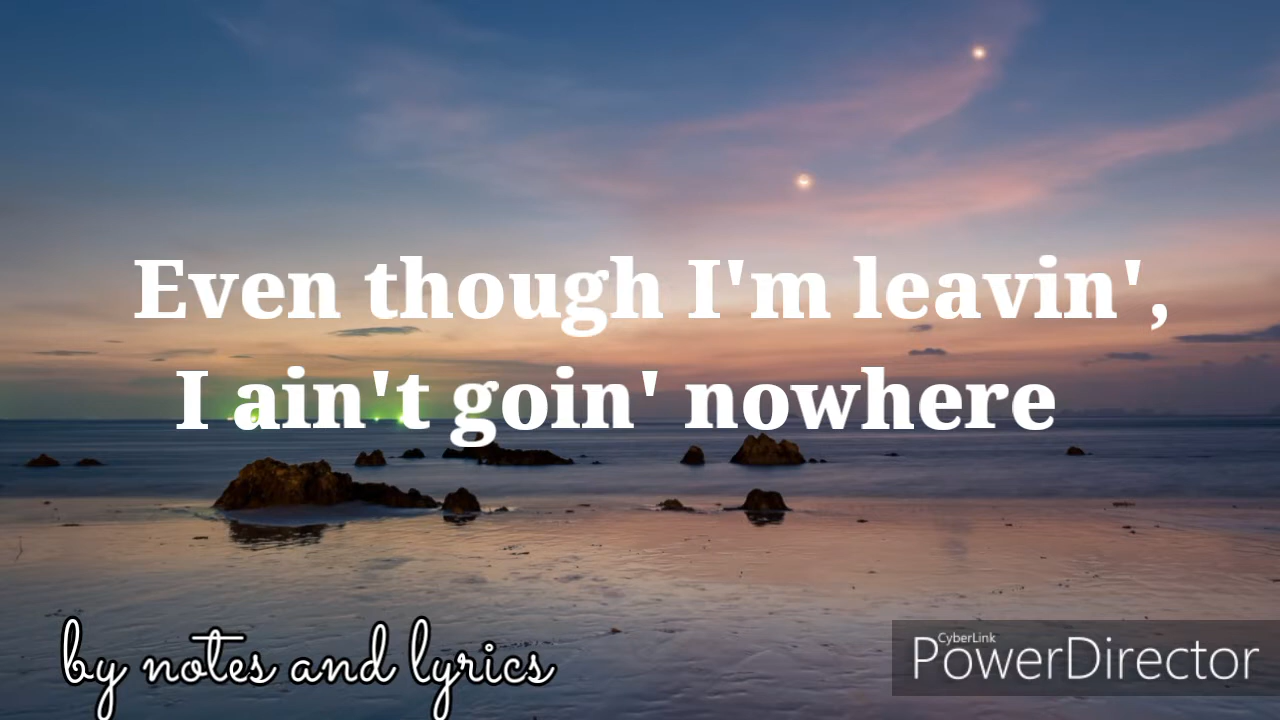 Even though I'm leavin',
I ain't goin' nowhere
by notes and lyrics
CyberLink
PowerDirector